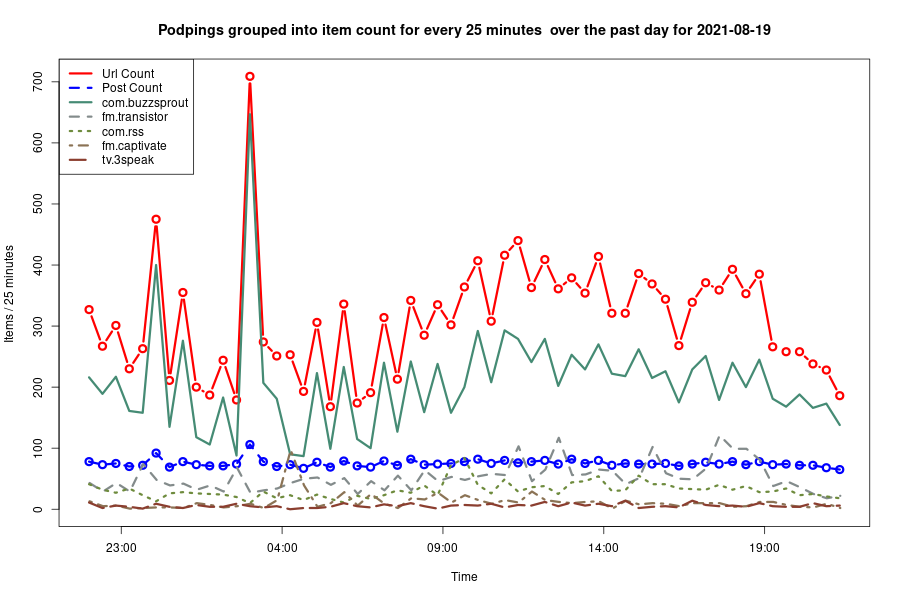 Podpings grouped into item count for every 25 minutes  over the past day for 2021-08-19
Url Count
Post Count
com.buzzsprout
fm.transistor
com.rss
fm.captivate
tv.3speak
700
600
500
400
300
200
100
0
Items / 25 minutes
23:00 04:00 09:00 14:00 19:00
Time